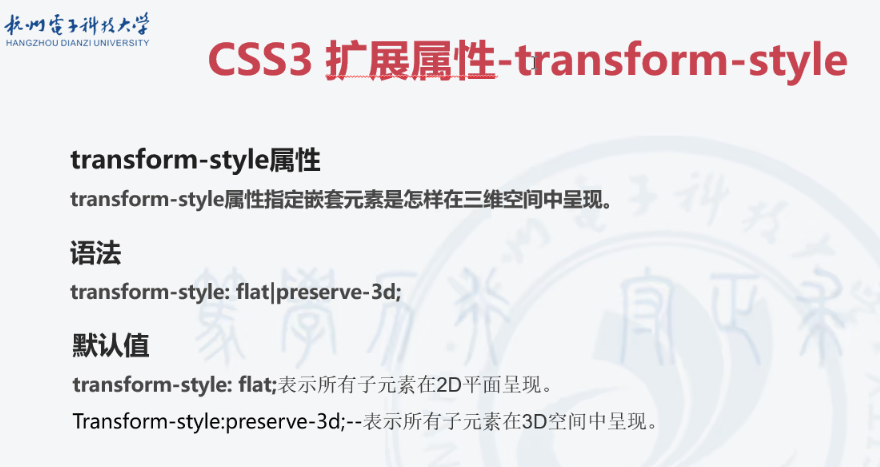 杭州電子科技大学
HANGZHOU DIANZI UNIVERSITY
CSS3 扩展属性-transform-style
transform-style属性
transform-style属性指定嵌套元素是怎样在三维空间中呈现。
语法
transform-style: flat|preserve-3d;
默认值
transform-style: flat;表示所有子元素在2D平面呈现。
Transform-style:preserve-3d;--表示所有子元素在3D空间中呈现。